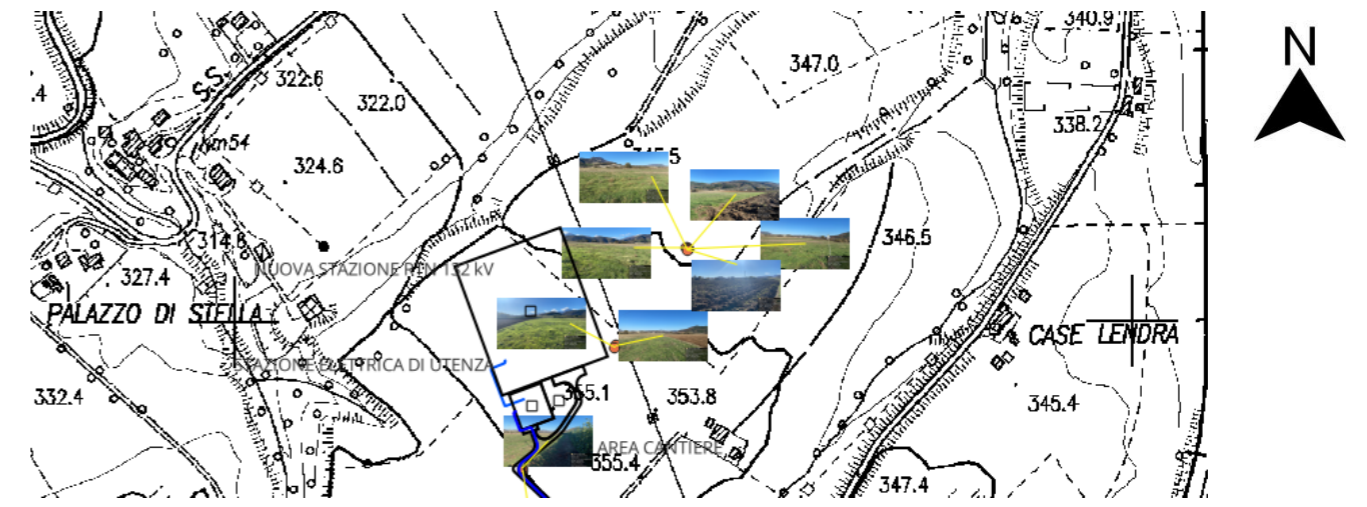 340.9
N
347.0
S.S.
322.6
322.0
.4
338.2
km54
324.6
314.8
346.5
NUOVA STAZIONE RTN 132 kV
327.4
PALAZZO DI STELLA
CASE LENDRA
STAZIONE ELETTRICA DI UTENZA
332.4
365.1
353.8
345.4
AREA CANTIERE
355.4
347.4